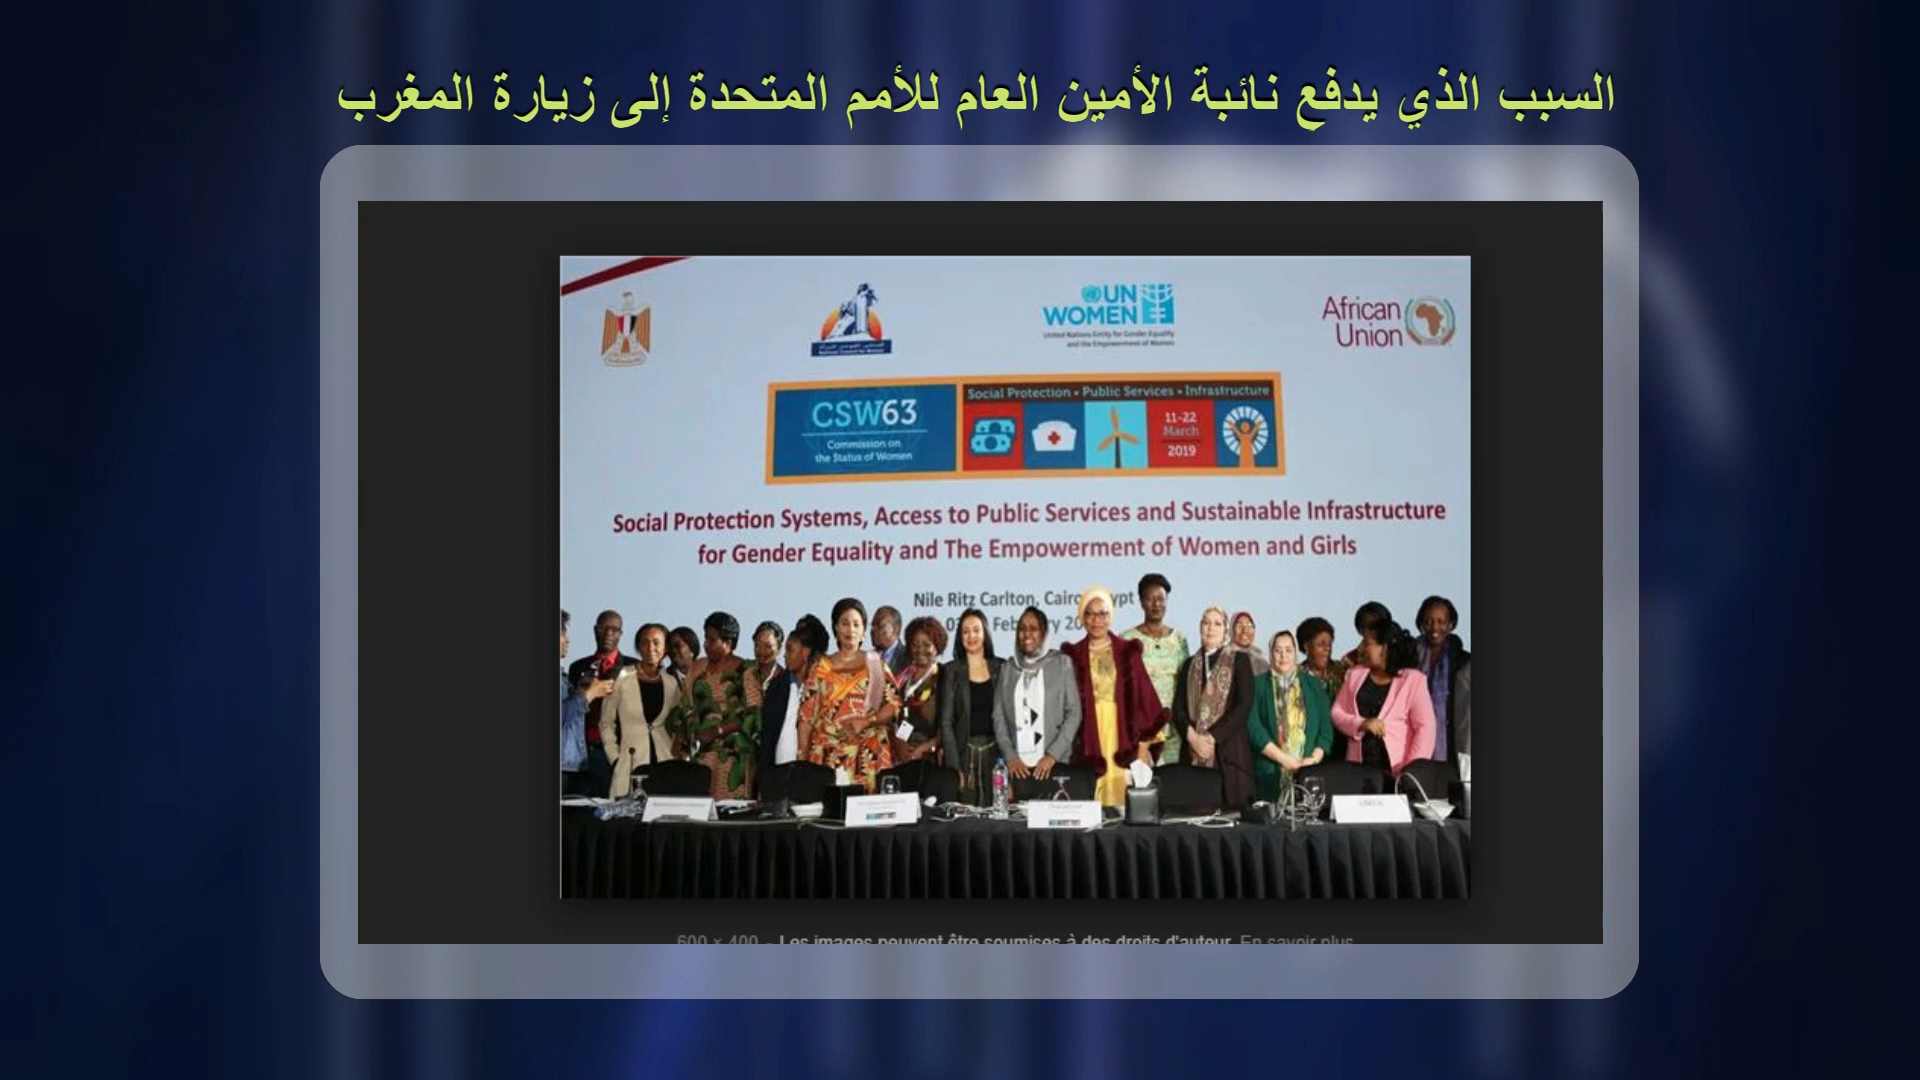 السبب الذي يدفع نائبة الأمين العام للأمم المتحدة إلى زيارة المغرب
UN
WOMEN
United Nations Entity for Gender Equality
and the Empowerment of Women
African
Union
National Council for Women
CSW63
Commission on
the Status of Women
Social Protection • Public Services • Infrastructure
11-22
March
2019
Social Protection Systems, Access to Public Services and Sustainable Infrastructure
for Gender Equality and The Empowerment of Women and Girls
Nile Ritz Carlton,
600 × 400 - Les images peuvent être soumises à des droits d'auteur. En savoir plus